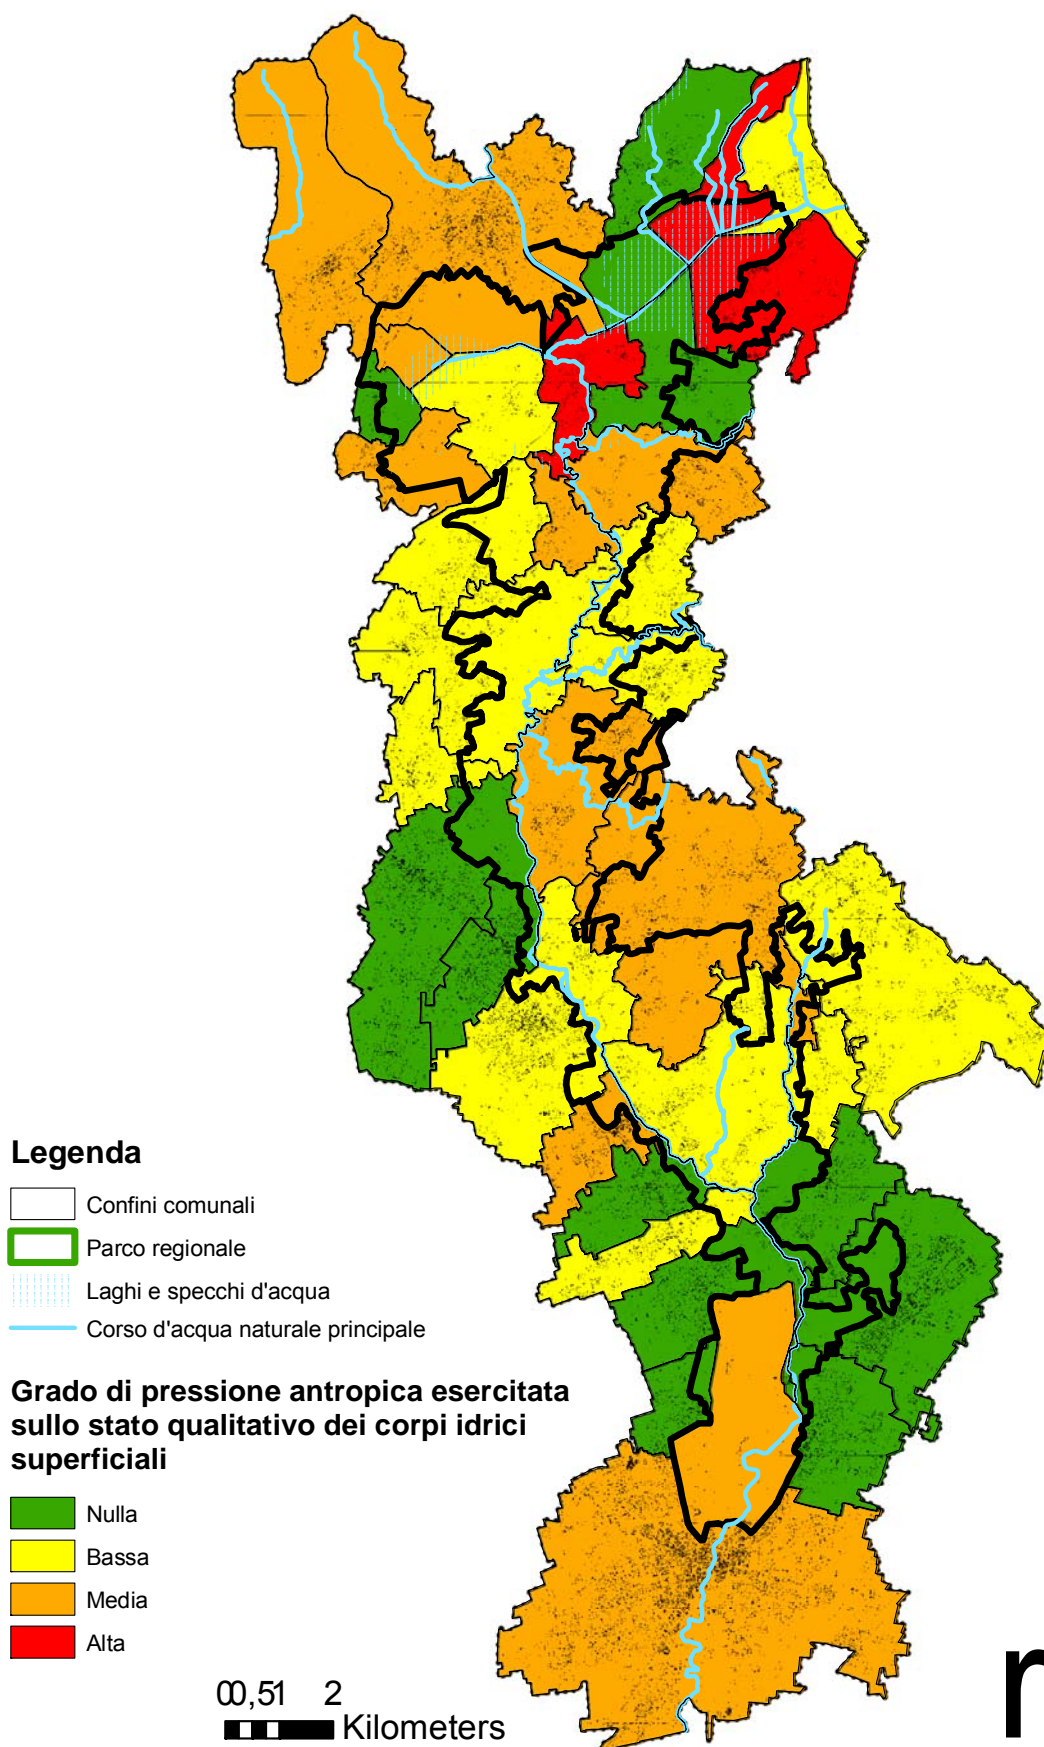 Legenda
Confini comunali
Parco regionale
Laghi e specchi d'acqua
Corso d'acqua naturale principale
Grado di pressione antropica esercitata
sullo stato qualitativo dei corpi idrici
superficiali
Nulla
Bassa
Media
Alta
00,51 2
Kilometers
r